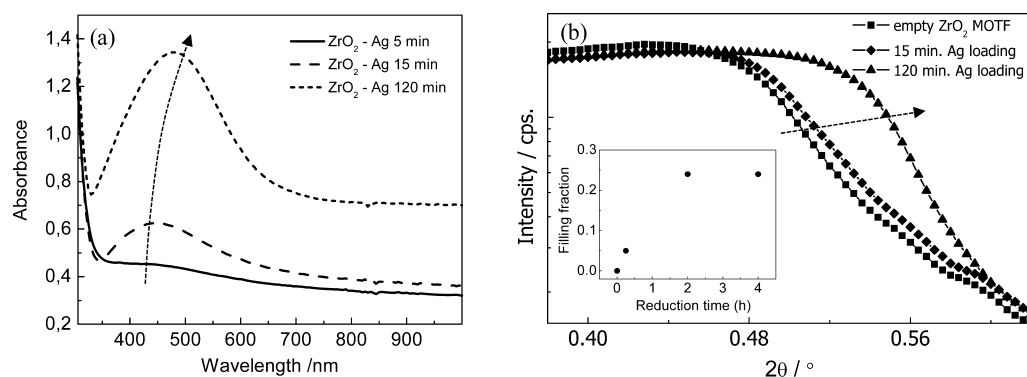 (a)
ZrO2 - Ag 5 min
ZrO2 - Ag 15 min
ZrO2 - Ag 120 min
Absorbance
1,4
1,2
1,0
0,8
0,6
0,4
0,2
400 500 600 700 800 900
Wavelength /nm
(b)
empty ZrO2 MOTF
15 min. Ag loading
120 min. Ag loading
Intensity / cps.
Filling fraction
0.3
0.2
0.1
0.0
0 1 2 3 4 5
Reduction time (h)
0.40 0.48 0.56
2θ / °